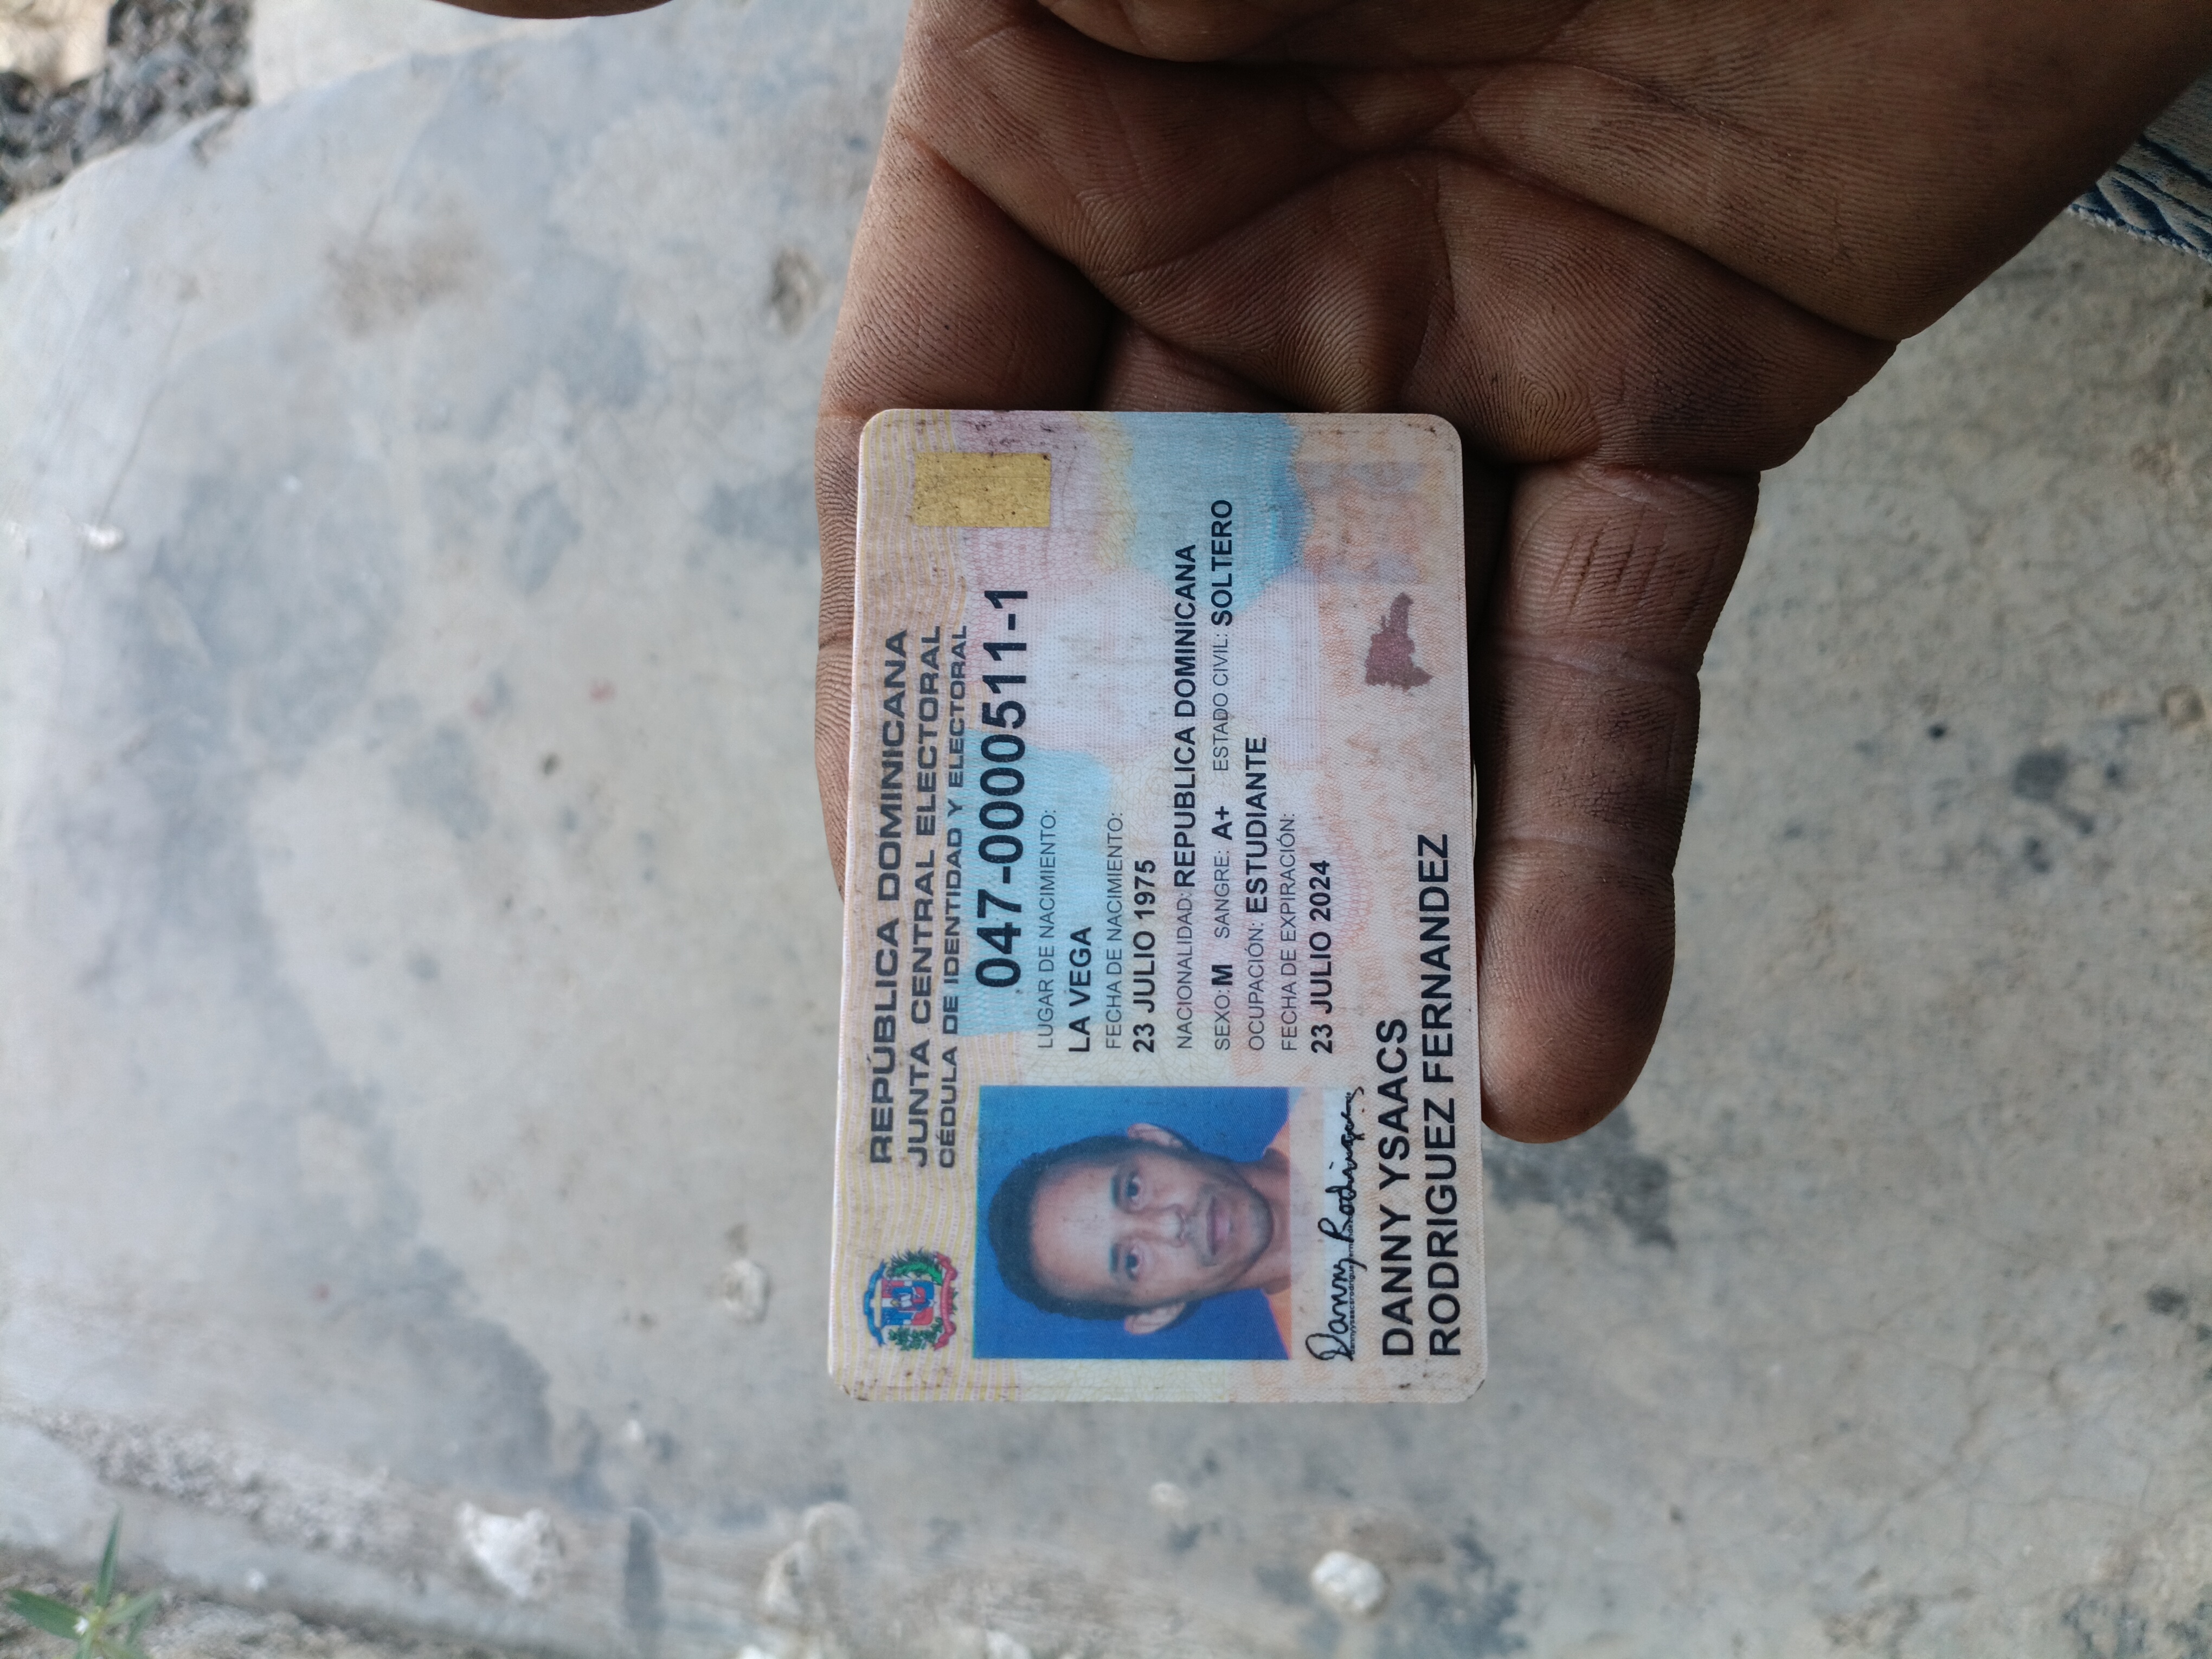 REPÚBLICA DOMINICANA
JUNTA CENTRAL ELECTORAL
CÉDULA DE IDENTIDAD Y ELECTORAL
047-0000511-1
LUGAR DE NACIMIENTO:
LA VEGA
FECHA DE NACIMIENTO:
23 JULIO 1975
NACIONALIDAD: REPUBLICA DOMINICANA
SEXO: M SANGRE: A+ ESTADO CIVIL: SOLTERO
OCUPACIÓN: ESTUDIANTE
FECHA DE EXPIRACIÓN:
23 JULIO 2024
Danny Rodriguez
DANNY YSAACS
RODRIGUEZ FERNANDEZ